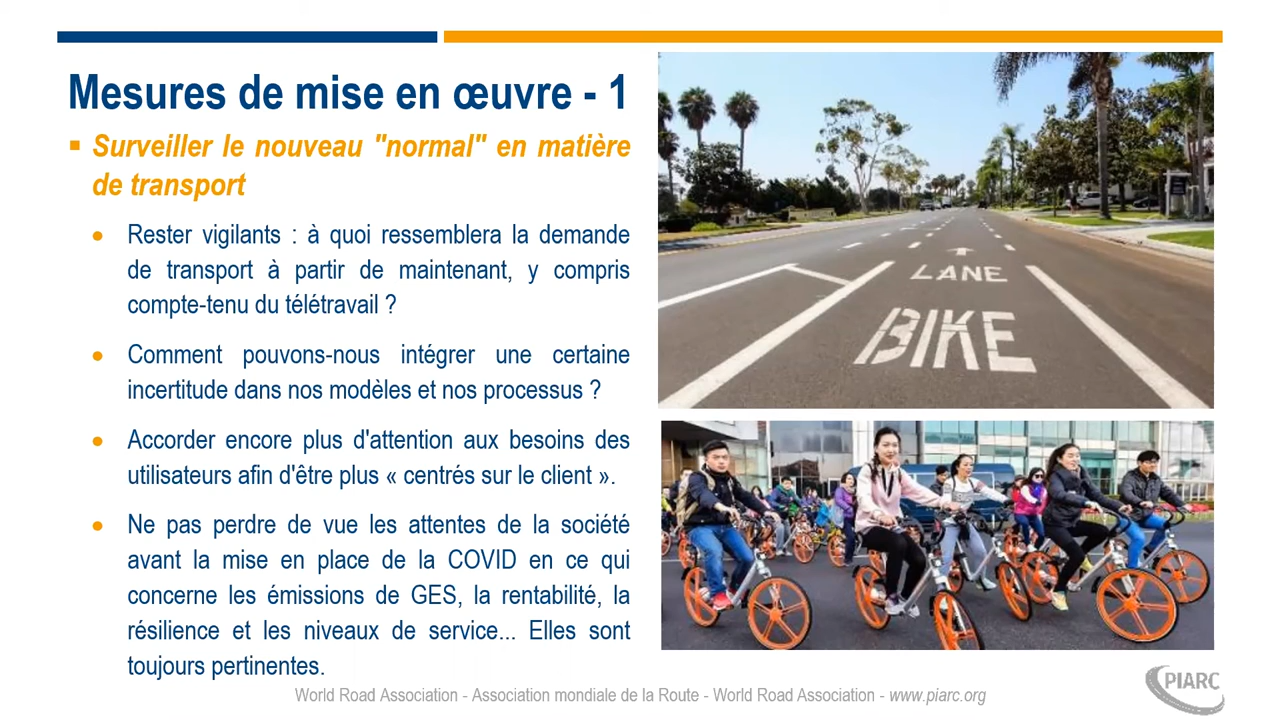 Mesures de mise en œuvre - 1
Surveiller le nouveau "normal" en matière
de transport
Rester vigilants : à quoi ressemblera la demande
de transport à partir de maintenant, y compris
compte-tenu du télétravail ?
Comment pouvons-nous intégrer une certaine
incertitude dans nos modèles et nos processus ?
Accorder encore plus d'attention aux besoins des
utilisateurs afin d'être plus « centrés sur le client ».
Ne pas perdre de vue les attentes de la société
avant la mise en place de la COVID en ce qui
concerne les émissions de GES, la rentabilité, la
résilience et les niveaux de service... Elles sont
toujours pertinentes.
LANE
BIKE
World Road Association - Association mondiale de la Route - World Road Association - www.piarc.org
PIARC